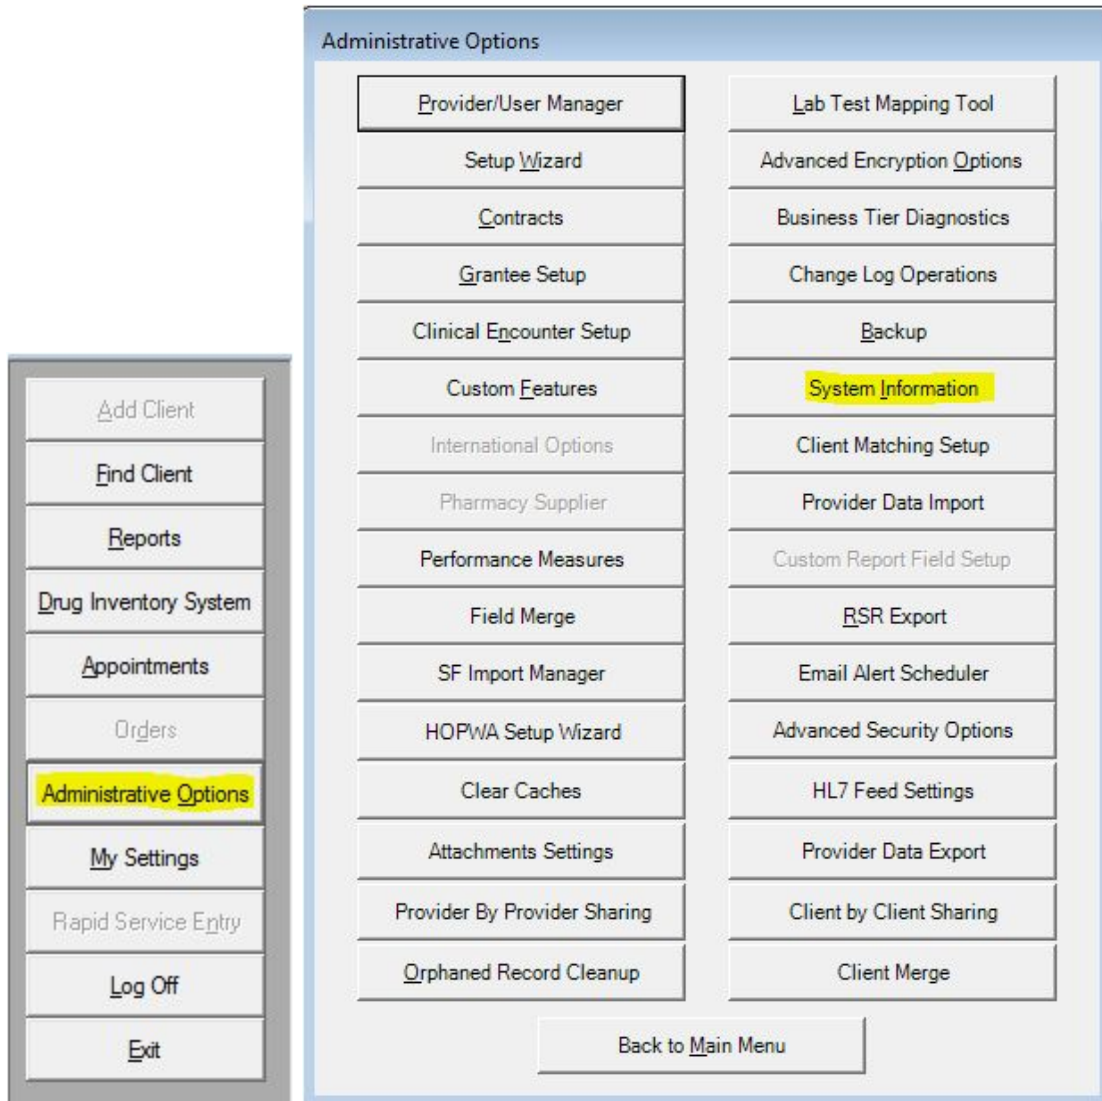 Add Client
Find Client
Reports
Drug Inventory System
Appointments
Orders
Administrative Options
My Settings
Rapid Service Entry
Log Off
Exit
Administrative Options
Provider/User Manager
Setup Wizard
Contracts
Grantee Setup
Clinical Encounter Setup
Custom Features
International Options
Pharmacy Supplier
Performance Measures
Field Merge
SF Import Manager
HOPWA Setup Wizard
Clear Caches
Attachments Settings
Provider By Provider Sharing
Orphaned Record Cleanup
Lab Test Mapping Tool
Advanced Encryption Options
Business Tier Diagnostics
Change Log Operations
Backup
System Information
Client Matching Setup
Provider Data Import
Custom Report Field Setup
RSR Export
Email Alert Scheduler
Advanced Security Options
HL7 Feed Settings
Provider Data Export
Client by Client Sharing
Client Merge
Back to Main Menu